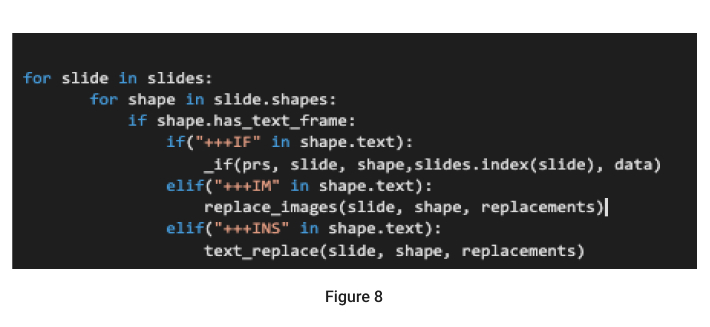 for slide in slides:
for shape in slide.shapes:
if shape.has_text_frame:
if("+++IF" in shape.text):
_if(prs, slide, shape,slides.index(slide), data)
elif("+++IM" in shape.text):
replace_images(slide, shape, replacements)
elif("+++INS" in shape.text):
text_replace(slide, shape, replacements)
Figure 8